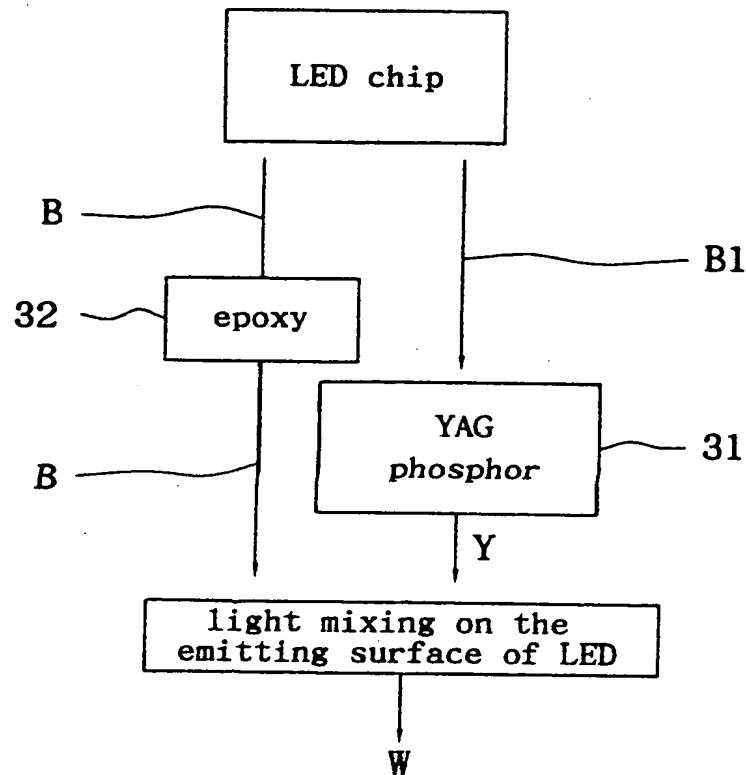 LED chip
B
B1
32
epoxy
YAG
phosphor
31
B
Y
light mixing on the
emitting surface of LED
W